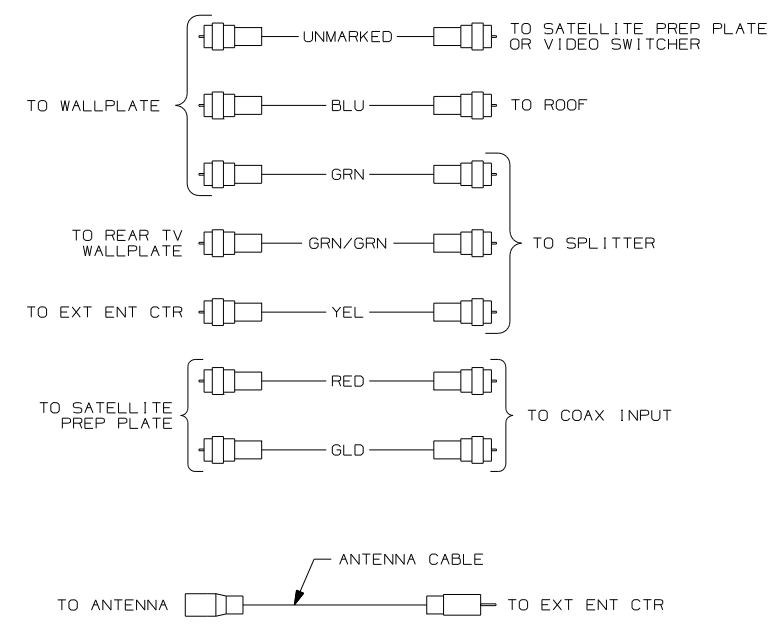 UNMARKED
TO SATELLITE PREP PLATE
OR VIDEO SWITCHER
TO WALLPLATE
BLU
TO ROOF
GRN
TO REAR TV
WALLPLATE
GRN/GRN
TO SPLITTER
TO EXT ENT CTR
YEL
RED
TO SATELLITE
PREP PLATE
TO COAX INPUT
GLD
ANTENNA CABLE
TO ANTENNA
TO EXT ENT CTR